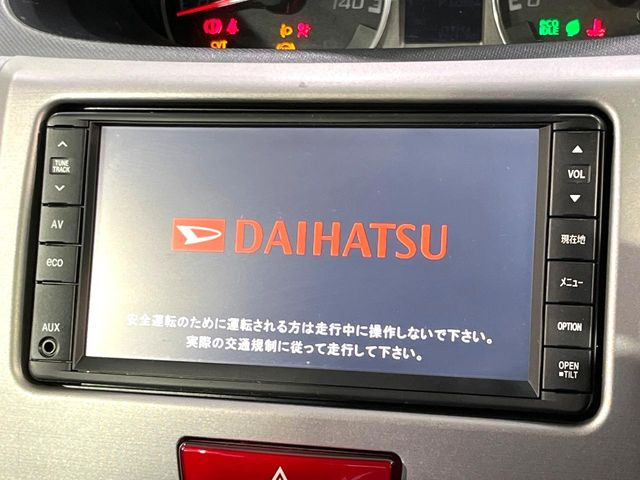 140
0
CVT
ECO
IDLE
TUNE
TRACK
AV
eco
AUX
DAIHATSU
安全運転のために運転される方は走行中に操作しないで下さい。
実際の交通規制に従って走行して下さい。
VOL
現在地
メニュー
OPTION
OPEN
TILT